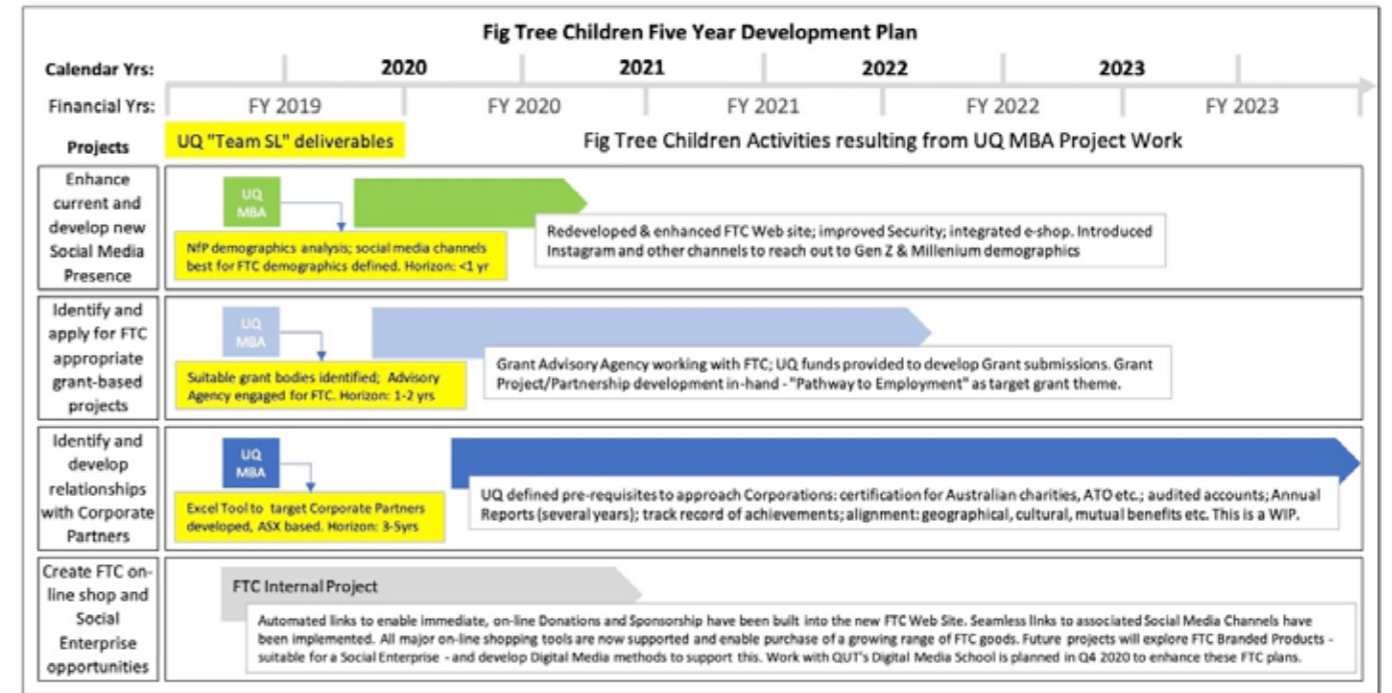 Fig Tree Children Five Year Development Plan
Calendar Yrs: 2020 2021 2022 2023
Financial Yrs: FY 2019 FY 2020 FY 2021 FY 2022 FY 2023
Projects
UQ "Team SL" deliverables
Fig Tree Children Activities resulting from UQ MBA Project Work
Enhance
current and
develop new
Social Media
Presence
UQ
MBA
NfP demographics analysis; social media channels
best for FTC demographics defined. Horizon: <1 yr
Redeveloped & enhanced FTC Web site; improved Security; integrated e-shop. Introduced
Instagram and other channels to reach out to Gen Z & Millenium demographics
Identify and
apply for FTC
appropriate
grant-based
projects
UQ
MBA
Suitable grant bodies identified; Advisory
Agency engaged for FTC. Horizon: 1-2 yrs
Grant Advisory Agency working with FTC; UQ funds provided to develop Grant submissions. Grant
Project/Partnership development in-hand - "Pathway to Employment" as target grant theme.
Identify and
develop
relationships
with Corporate
Partners
UQ
MBA
Excel Tool to target Corporate Partners
developed, ASX based. Horizon: 3-5yrs
UQ defined pre-requisites to approach Corporations: certification for Australian charities, ATO etc.; audited accounts; Annual
Reports (several years); track record of achievements; alignment: geographical, cultural, mutual benefits etc. This is a WIP.
Create FTC on-
line shop and
Social
Enterprise
opportunities
FTC Internal Project
Automated links to enable immediate, on-line Donations and Sponsorship have been built into the new FTC Web Site. Seamless links to associated Social Media Channels have
been implemented. All major on-line shopping tools are now supported and enable purchase of a growing range of FTC goods. Future projects will explore FTC Branded Products -
suitable for a Social Enterprise - and develop Digital Media methods to support this. Work with QUT's Digital Media School is planned in Q4 2020 to enhance these FTC plans.